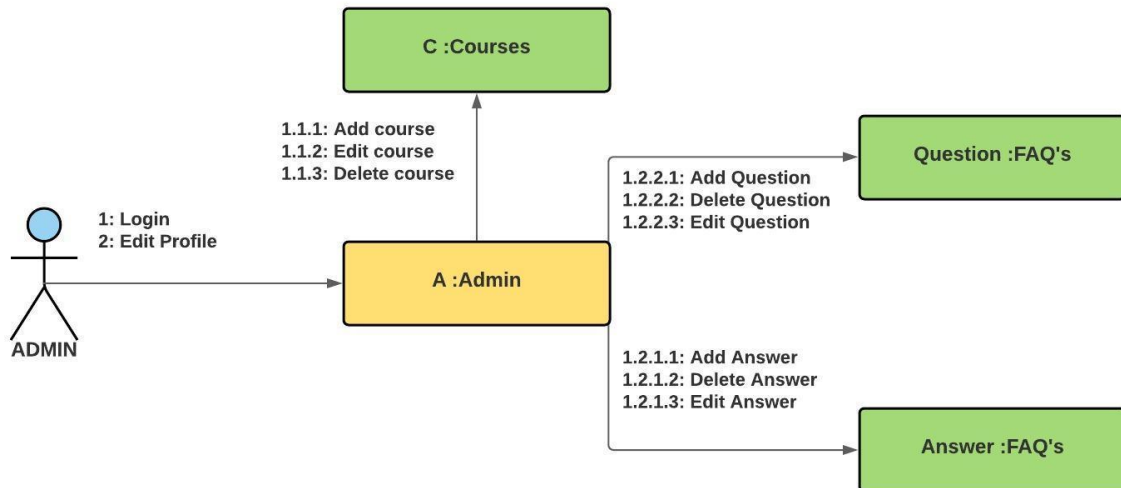 C :Courses
1.1.1: Add course
1.1.2: Edit course
1.1.3: Delete course
Question :FAQ's
1.2.2.1: Add Question
1.2.2.2: Delete Question
1.2.2.3: Edit Question
1: Login
2: Edit Profile
A :Admin
ADMIN
1.2.1.1: Add Answer
1.2.1.2: Delete Answer
1.2.1.3: Edit Answer
Answer :FAQ's